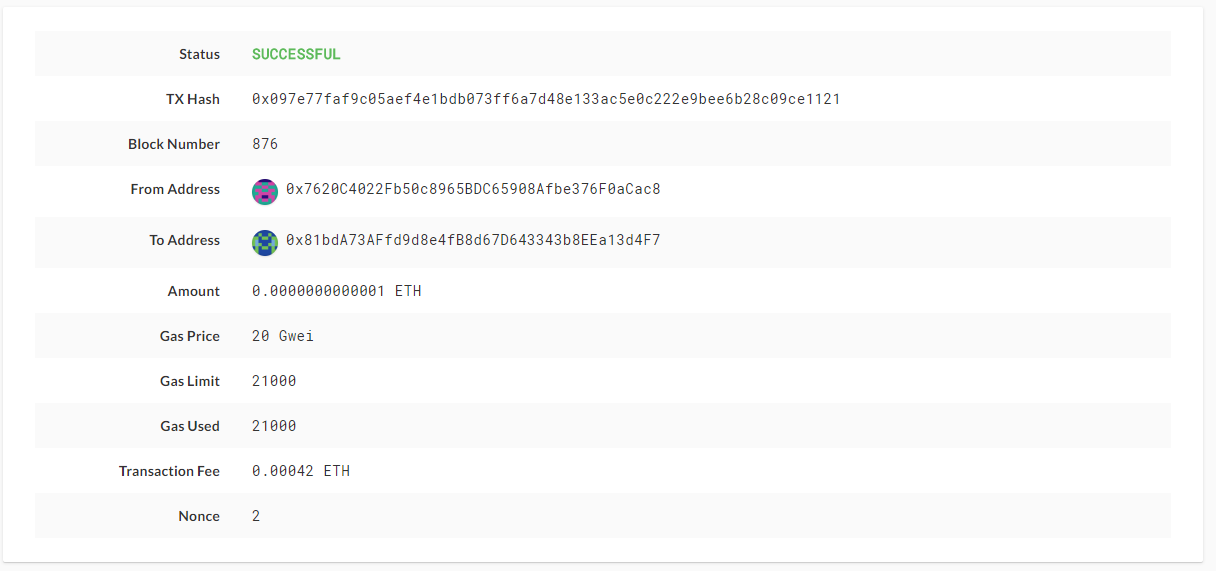 Status SUCCESSFUL
TX Hash 0x097e77faf9c05aef4e1bdb073ff6a7d48e133ac5e0c222e9bee6b28c09ce1121
Block Number 876
From Address 0x7620C4022Fb50c8965BDC65908Afbe376F0aCac8
To Address 0x81bdA73AFfd9d8e4fB8d67D643343b8EEa13d4F7
Amount 0.0000000000001 ETH
Gas Price 20 Gwei
Gas Limit 21000
Gas Used 21000
Transaction Fee 0.00042 ETH
Nonce 2